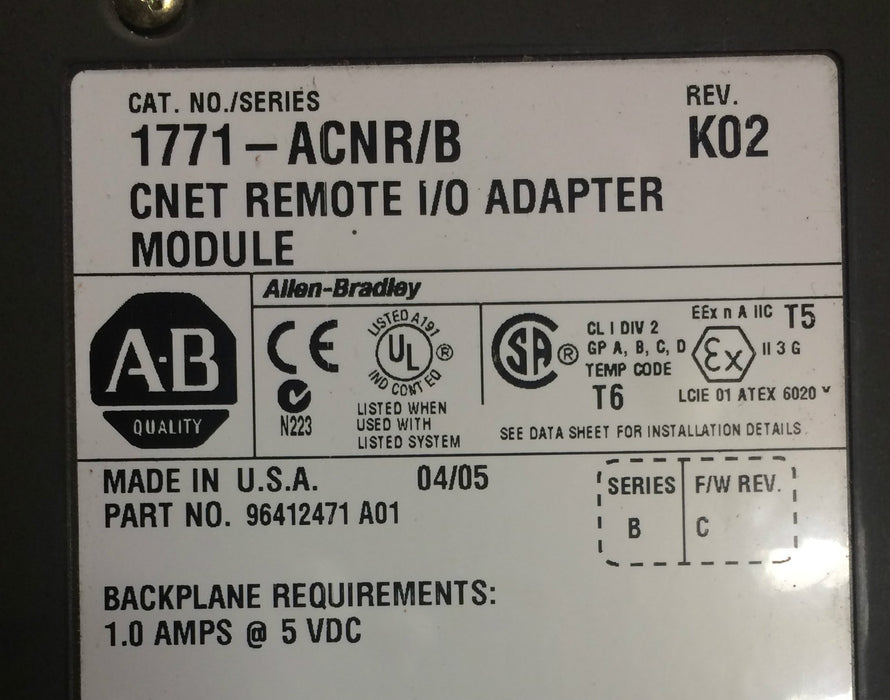 CAT. NO./SERIES
REV.
1771-ACNR/B
K02
CNET REMOTE I/O ADAPTER
MODULE
Allen-Bradley
A-B
QUALITY
CE
N223
LISTED A191
UL ®
IND CONT EQ
LISTED WHEN
USED WITH
LISTED SYSTEM
SA ®
CL I DIV 2
GP A, B, C, D
TEMP CODE
T6
EEx n A IIC T5
Ex II 3 G
LCIE 01 ATEX 6020
SEE DATA SHEET FOR INSTALLATION DETAILS
MADE IN U.S.A. 04/05
PART NO. 96412471 A01
SERIES F/W REV.
B C
BACKPLANE REQUIREMENTS:
1.0 AMPS @ 5 VDC